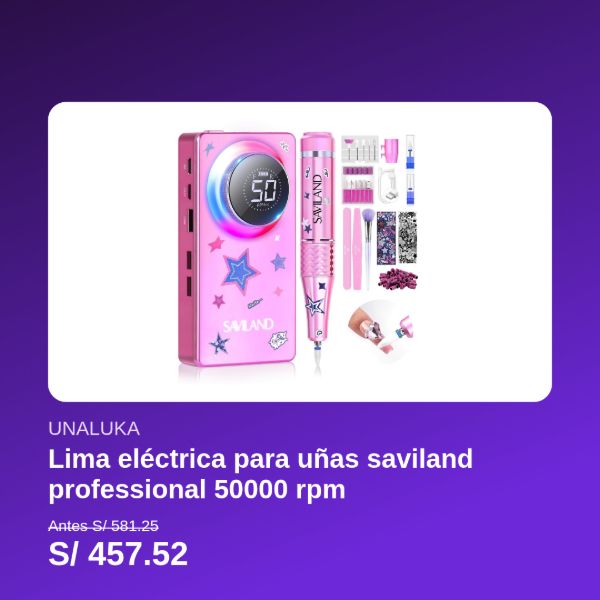 50
SAVILAND
SAVILAND
UNALUKA
Lima eléctrica para uñas saviland
professional 50000 rpm
Antes S/ 581.25
S/ 457.52